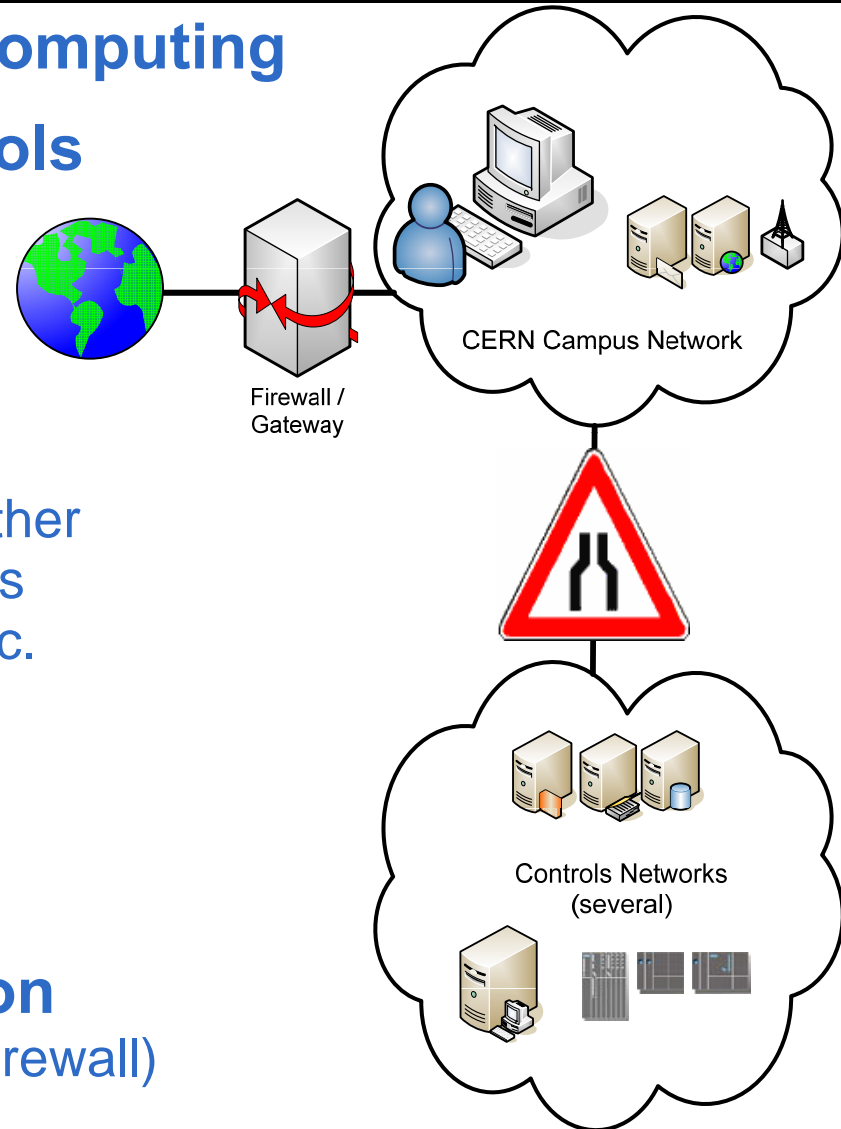 omputing
ols
Firewall /
Gateway
CERN Campus Network
ther
s
c.
Controls Networks
(several)
on
rewall)